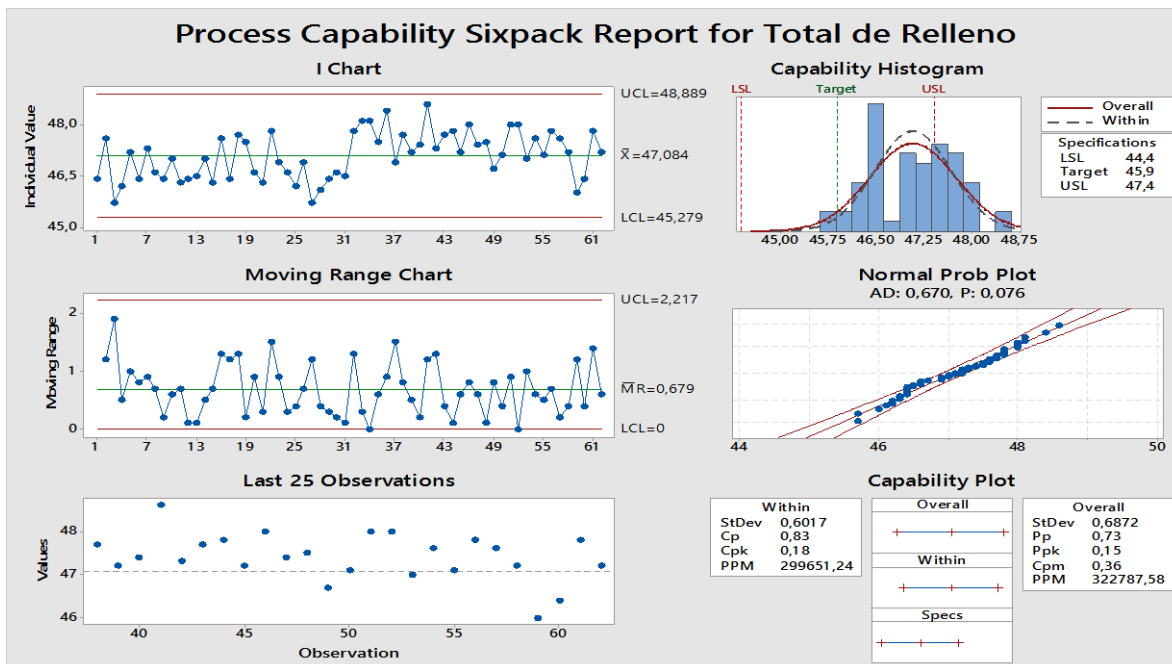 Process Capability Sixpack Report for Total de Relleno
I Chart
Individual Value
48,0
46,5
45,0
1 7 13 19 25 31 37 43 49 55 61
UCL=48,889
X̄=47,084
LCL=45,279
Moving Range Chart
Moving Range
2
1
0
1 7 13 19 25 31 37 43 49 55 61
UCL=2,217
M̅R̅=0,679
LCL=0
Last 25 Observations
Values
48
47
46
40 45 50 55 60
Observation
Capability Histogram
LSL Target USL
45,00 45,75 46,50 47,25 48,00 48,75
Overall
Within
Specifications
LSL 44,4
Target 45,9
USL 47,4
Normal Prob Plot
AD: 0,670, P: 0,076
44 46 48 50
Capability Plot
Within
StDev 0,6017
Cp 0,83
Cpk 0,18
PPM 299651,24
Overall
Within
Specs
Overall
StDev 0,6872
Pp 0,73
Ppk 0,15
Cpm 0,36
PPM 322787,58